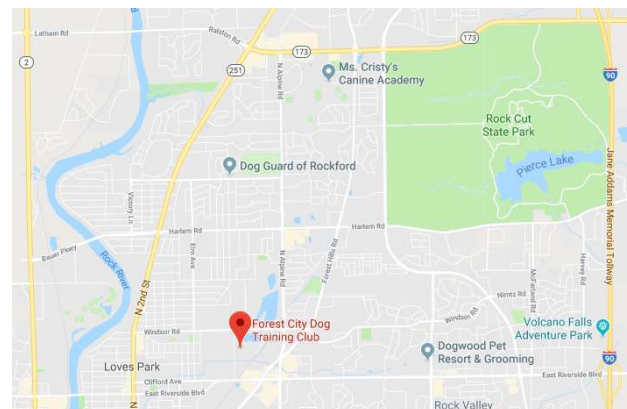 Latham Rd
Ralston Rd
173
173
2
251
N Alpine Rd
Ms. Cristy's
Canine Academy
90
Rock Cut
State Park
Pierce Lake
Jane Addams Memorial Tollway
Dog Guard of Rockford
Victory Ln
Harlem Rd
Harlem Rd
Bauer Pkwy
Rock River
Elm Ave
N 2nd St
N Alpine Rd
Forest Hills Rd
Harvey Rd
McFarland Rd
Nimtz Rd
Windsor Rd
Forest City Dog
Training Club
Windsor Rd
Volcano Falls
Adventure Park
Dogwood Pet
Resort & Grooming
Loves Park
90
Clifford Ave
East Riverside Blvd
East Riverside Blvd
N
Rock Valley